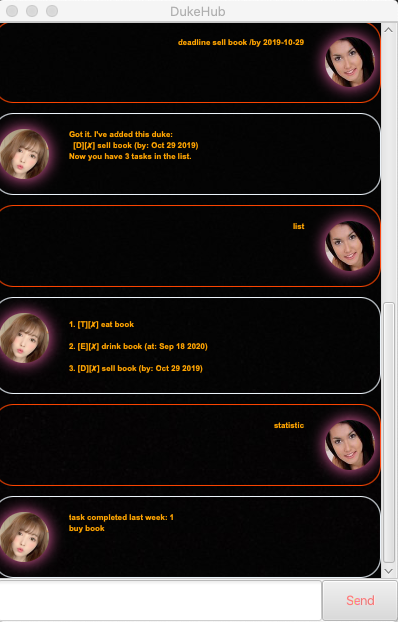 DukeHub
deadline sell book /by 2019-10-29
Got it. I've added this duke:
[D][✗] sell book (by: Oct 29 2019)
Now you have 3 tasks in the list.
list
1. [T][✗] eat book
2. [E][✗] drink book (at: Sep 18 2020)
3. [D][✗] sell book (by: Oct 29 2019)
statistic
task completed last week: 1
buy book
Send